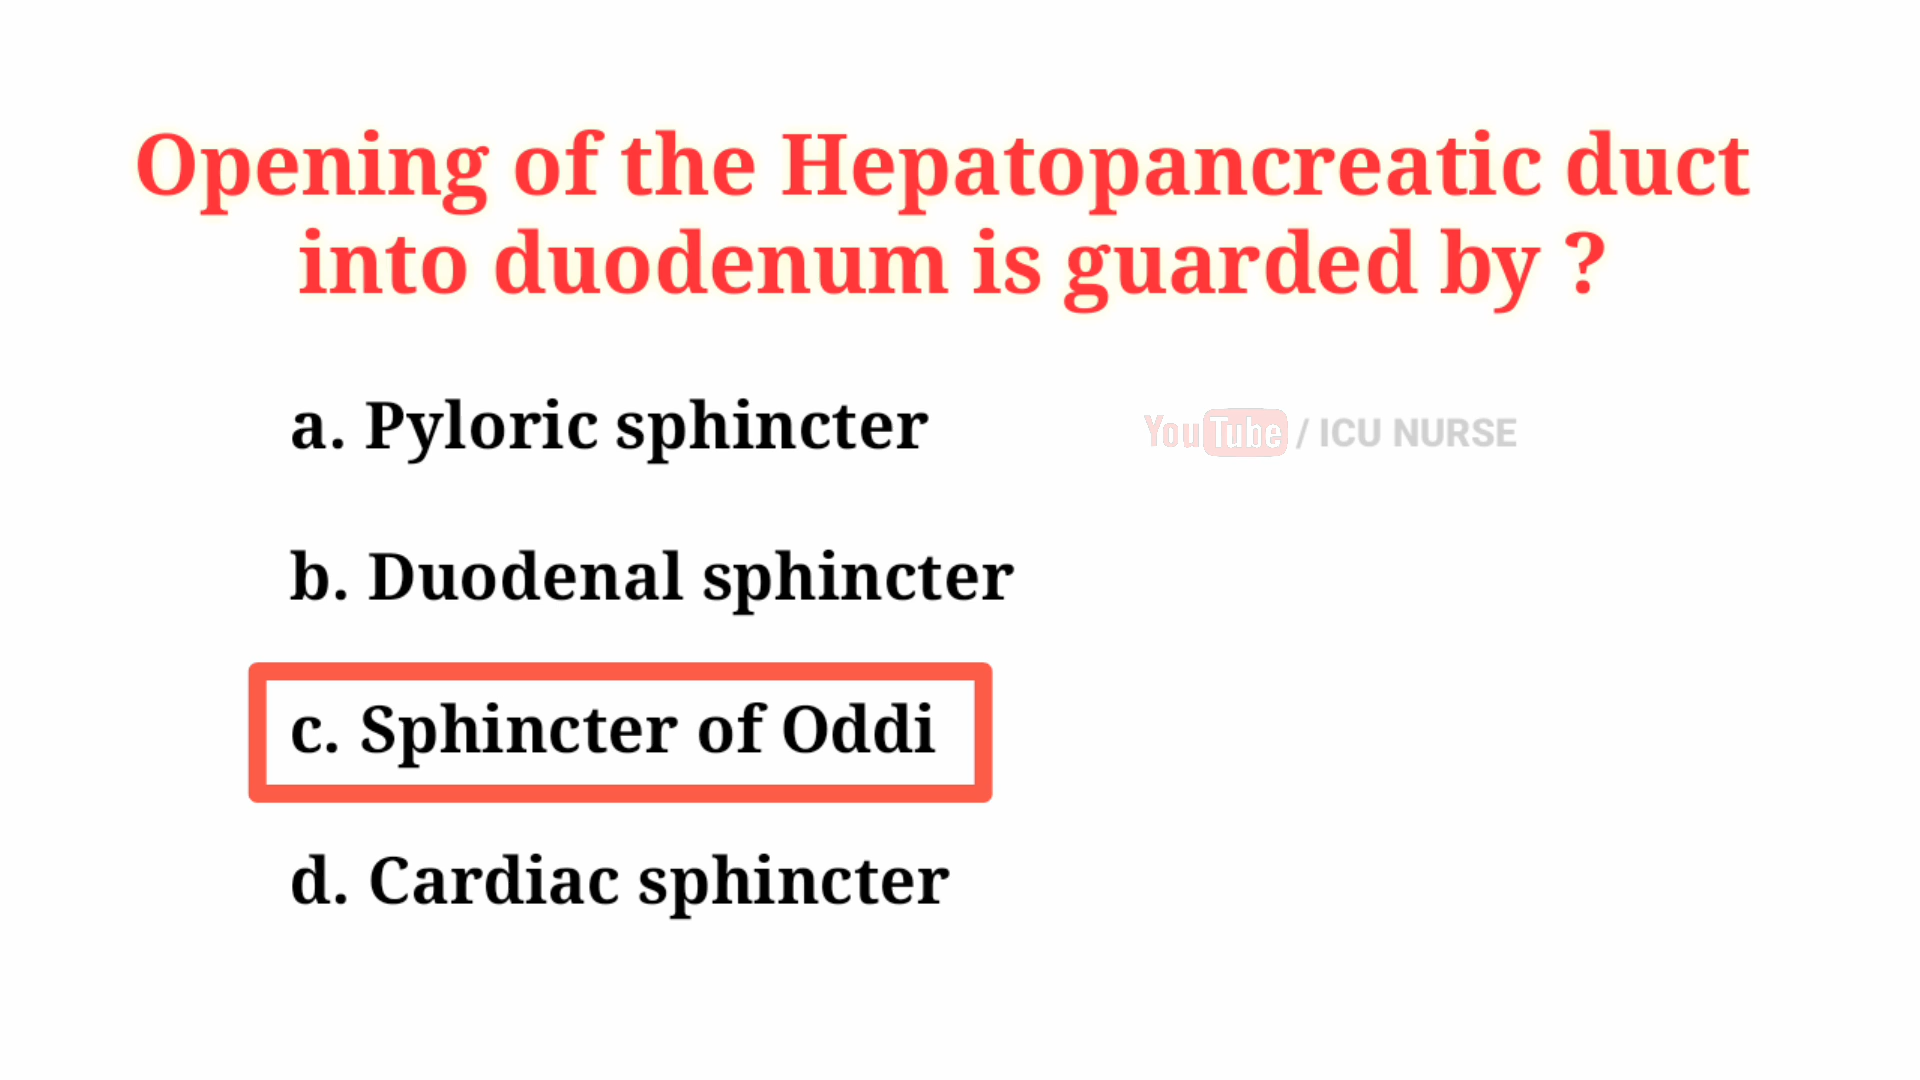 Opening of the Hepatopancreatic duct
into duodenum is guarded by ?
a. Pyloric sphincter
YouTube / ICU NURSE
b. Duodenal sphincter
c. Sphincter of Oddi
d. Cardiac sphincter